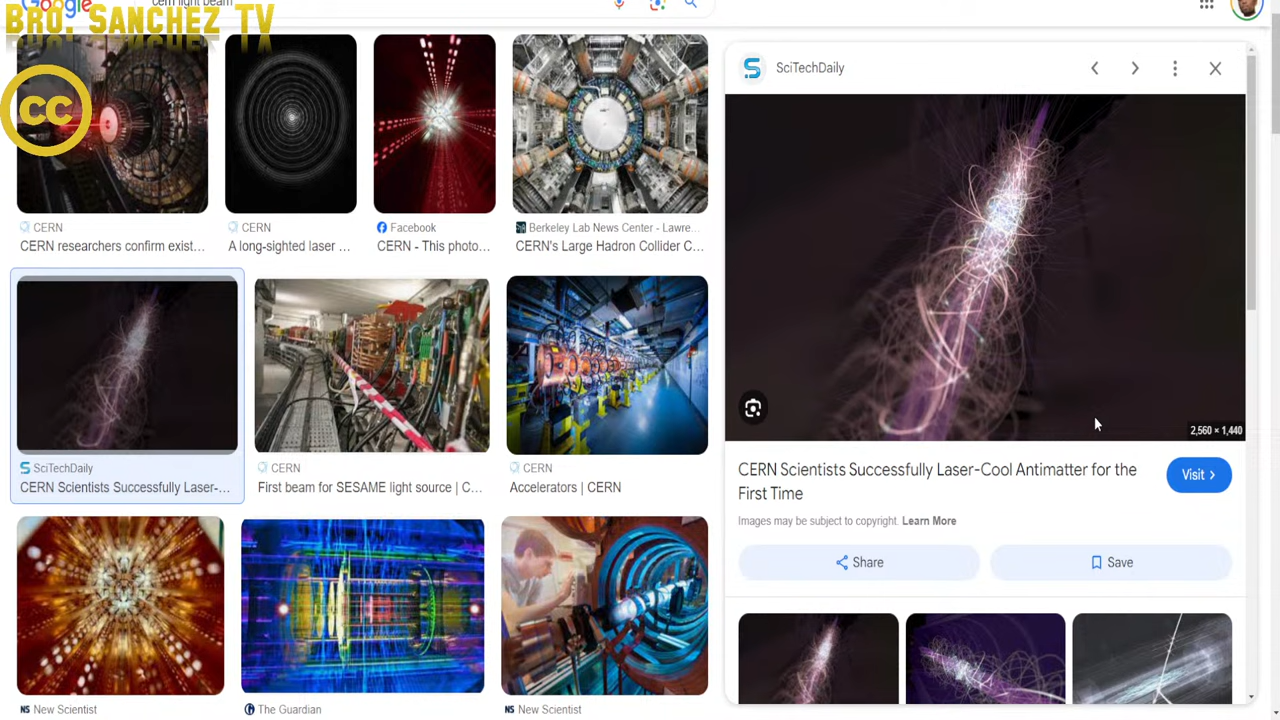 Google
cern light beam
BRO. SANCHEZ TV
CC
CERN
CERN researchers confirm exist...
CERN
A long-sighted laser ...
Facebook
CERN - This photo...
Berkeley Lab News Center - Lawre...
CERN's Large Hadron Collider C...
SciTechDaily
CERN Scientists Successfully Laser-...
CERN
First beam for SESAME light source | C...
CERN
Accelerators | CERN
NS New Scientist
The Guardian
NS New Scientist
SciTechDaily
2,560 × 1,440
CERN Scientists Successfully Laser-Cool Antimatter for the
First Time
Visit >
Images may be subject to copyright. Learn More
Share
Save